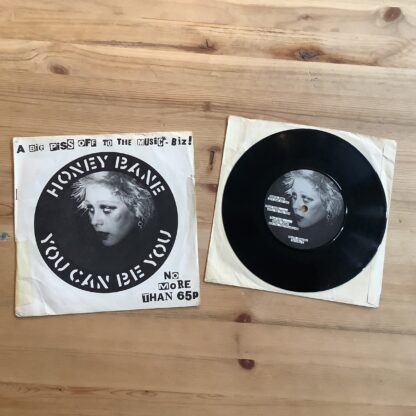 A BiG PiSS OFF TO THE MUSiC-Biz!
HONEY BANE
YOU CAN BE YOU
NO
MORE
THAN 65p